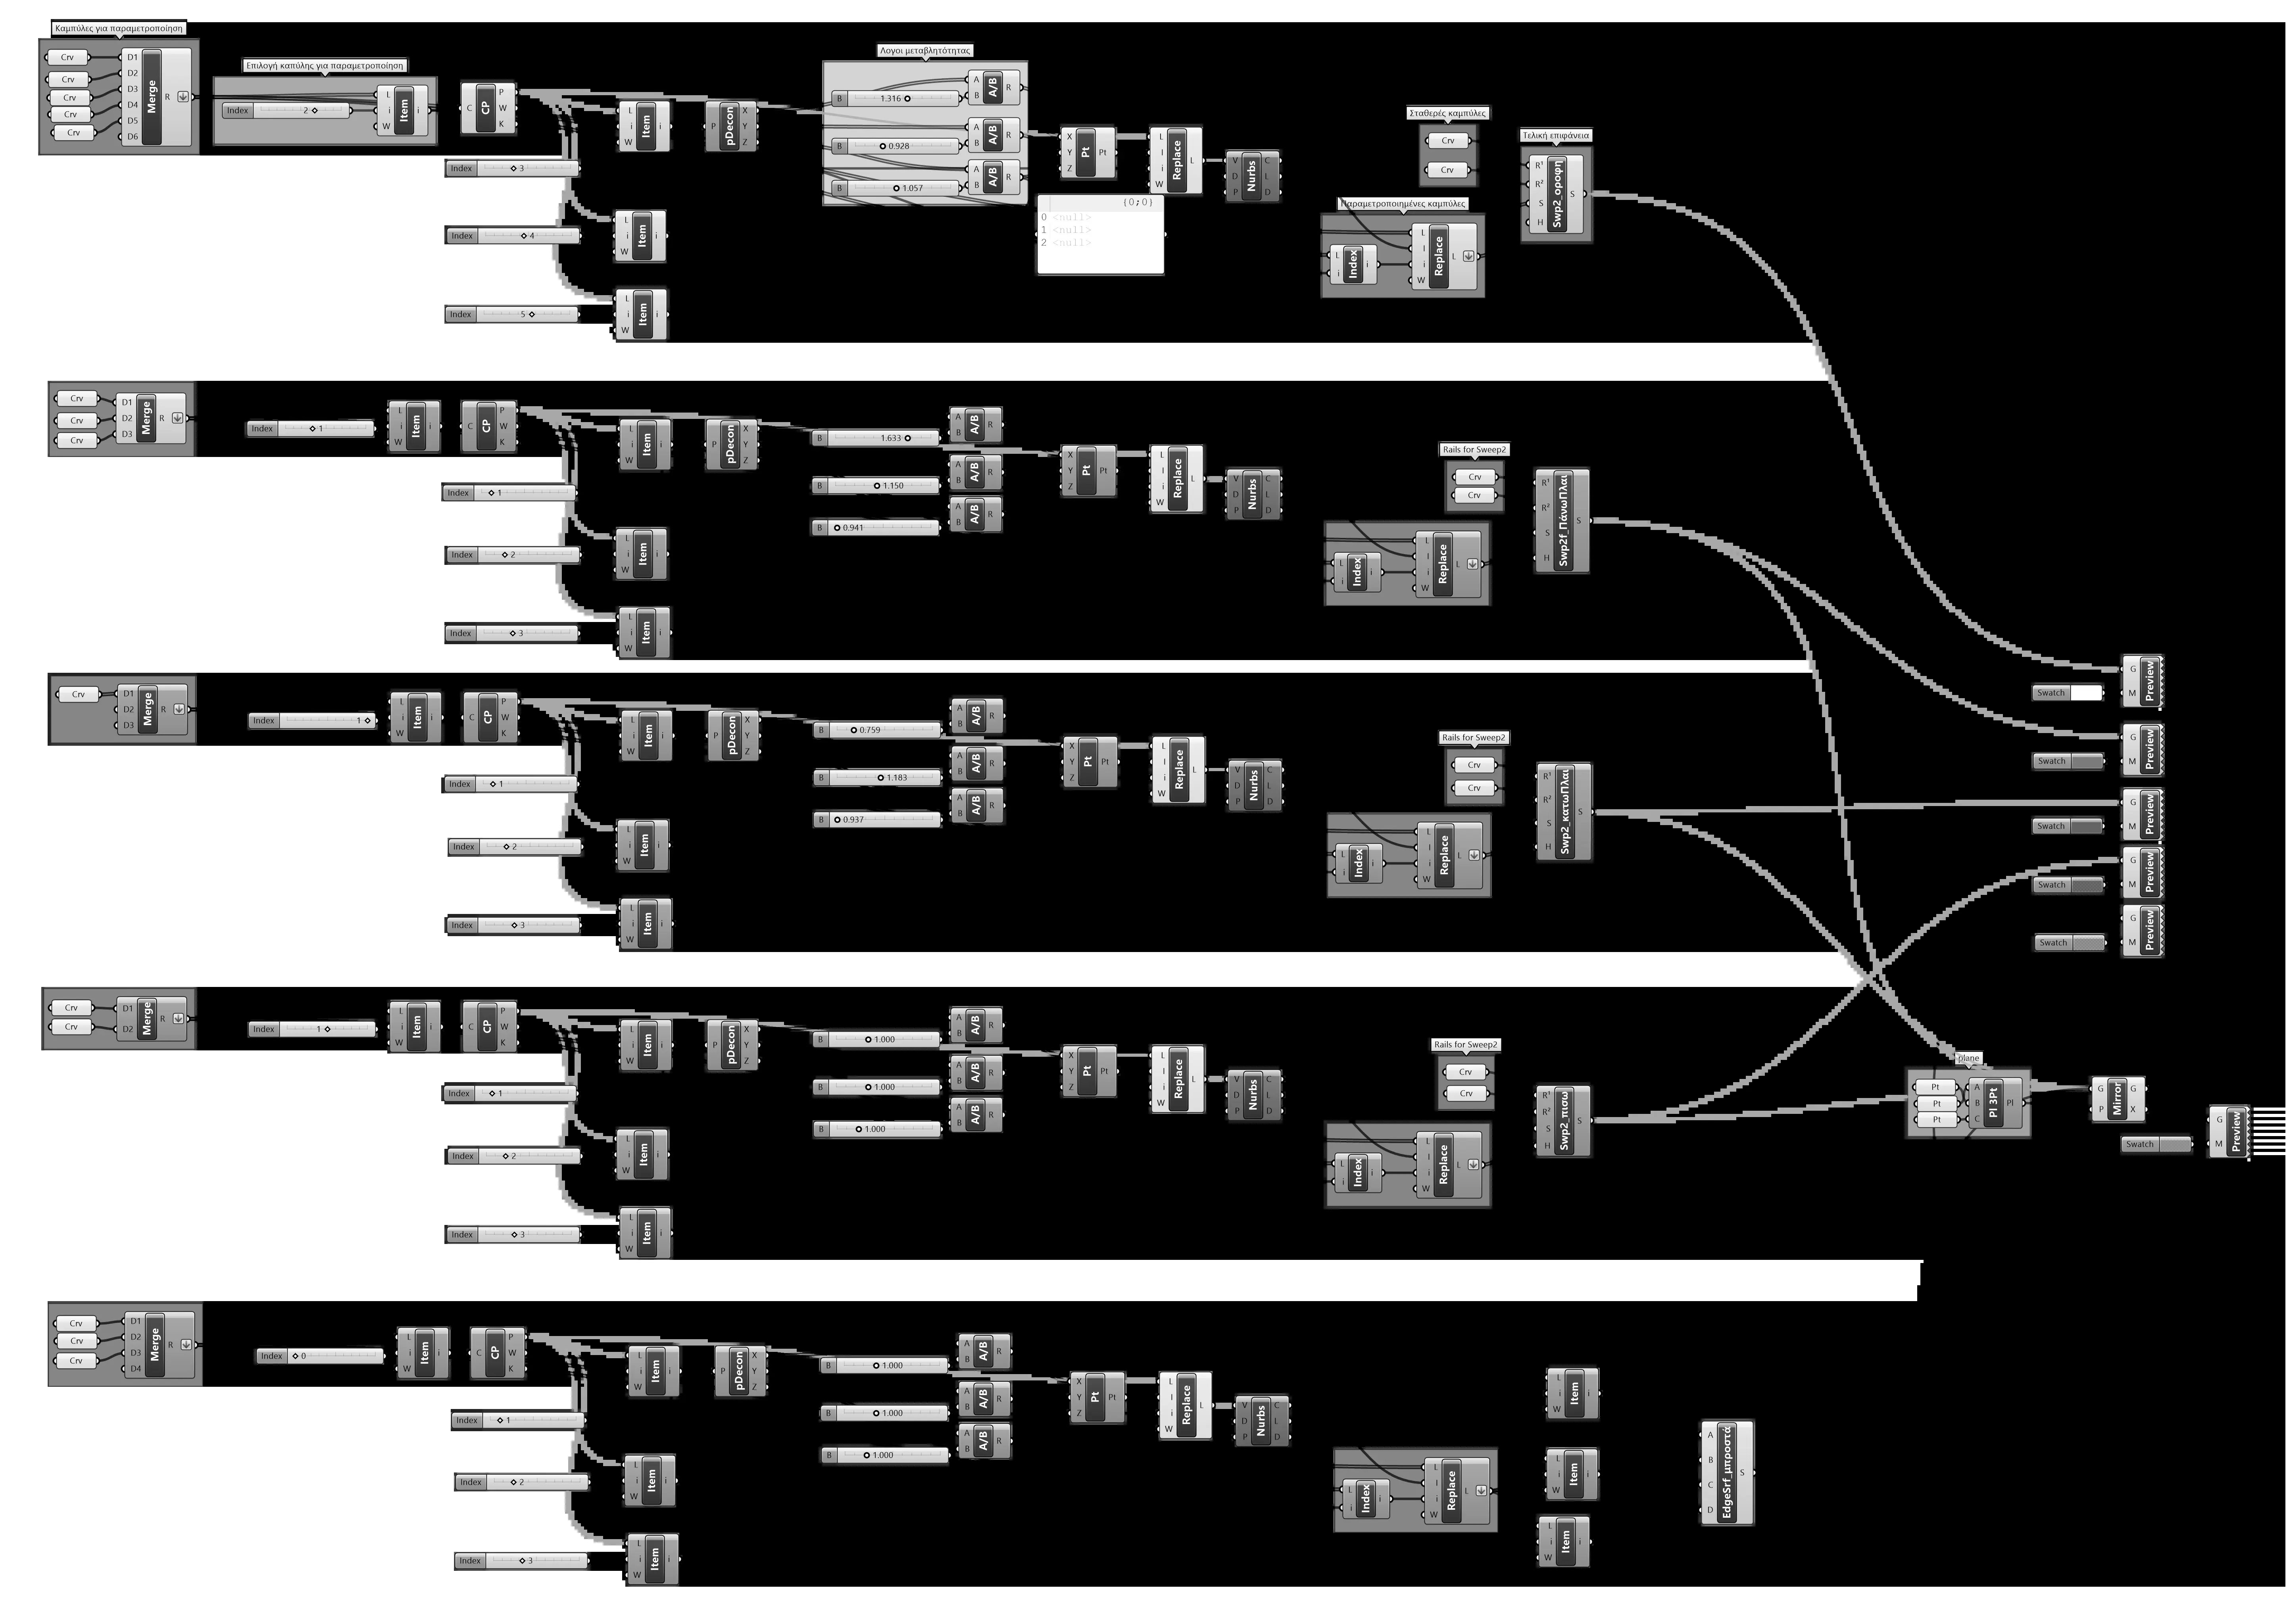 Καμπύλες για παραμετροποίηση
Crv
Crv
Crv
Crv
Crv
D1
D2
D3
D4
D5
D6
Merge
R
Επιλογή καπύλης για παραμετροποίηση
Index 2
L
i
W
Item
i
C
CP
P
W
K
Index 3
Index 4
Index 5
L
i
W
Item
i
L
i
W
Item
i
L
i
W
Item
i
P
pDecon
X
Y
Z
Λογοι μεταβλητότητας
B 1.316
B 0.928
B 1.057
A
B
A/B
R
A
B
A/B
R
A
B
A/B
R
X
Y
Z
Pt
Pt
{0;0}
0 <null>
1 <null>
2 <null>
L
I
i
W
Replace
L
V
D
P
Nurbs
C
L
D
Σταθερές καμπύλες
Crv
Crv
Παραμετροποιημένες καμπύλες
L
i
Index
i
L
I
i
W
Replace
L
Τελική επιφάνεια
R¹
R²
S
H
Swp2_οροφη
S
Crv
Crv
Crv
D1
D2
D3
Merge
R
Index 1
L
i
W
Item
i
C
CP
P
W
K
Index 1
Index 2
Index 3
Item
Item
Item
pDecon
X
Y
Z
B 1.633
B 1.150
B 0.941
A/B
A/B
A/B
X
Y
Z
Pt
Pt
Replace
Nurbs
Rails for Sweep2
Crv
Crv
Index
Replace
R¹
R²
S
H
Swp2f_ΠάνωΠλαι
S
Crv
D1
D2
D3
Merge
R
Index 1
Item
CP
Index 1
Index 2
Index 3
Item
Item
Item
pDecon
B 0.759
B 1.183
B 0.937
A/B
A/B
A/B
Pt
Replace
Nurbs
Rails for Sweep2
Crv
Crv
Index
Replace
R¹
R²
S
H
Swp2_κατωΠλαι
S
G
M
Preview
Swatch
G
M
Preview
Swatch
G
M
Preview
Swatch
G
M
Preview
Swatch
G
M
Preview
Swatch
Crv
Crv
D1
D2
Merge
R
Index 1
Item
CP
Index 1
Index 2
Index 3
Item
Item
Item
pDecon
B 1.000
B 1.000
B 1.000
A/B
A/B
A/B
Pt
Replace
Nurbs
Rails for Sweep2
Crv
Crv
Index
Replace
R¹
R²
S
H
Swp2_πισω
S
plane
Pt
Pt
Pt
A
B
C
Pl 3Pt
Pl
G
P
Mirror
G
X
Swatch
G
M
Preview
Crv
Crv
Crv
D1
D2
D3
D4
Merge
R
Index 0
Item
CP
Index 1
Index 2
Index 3
Item
Item
Item
pDecon
B 1.000
B 1.000
B 1.000
A/B
A/B
A/B
Pt
Replace
Nurbs
Index
Replace
Item
Item
Item
A
B
C
D
EdgeSrf_μπροστά
S